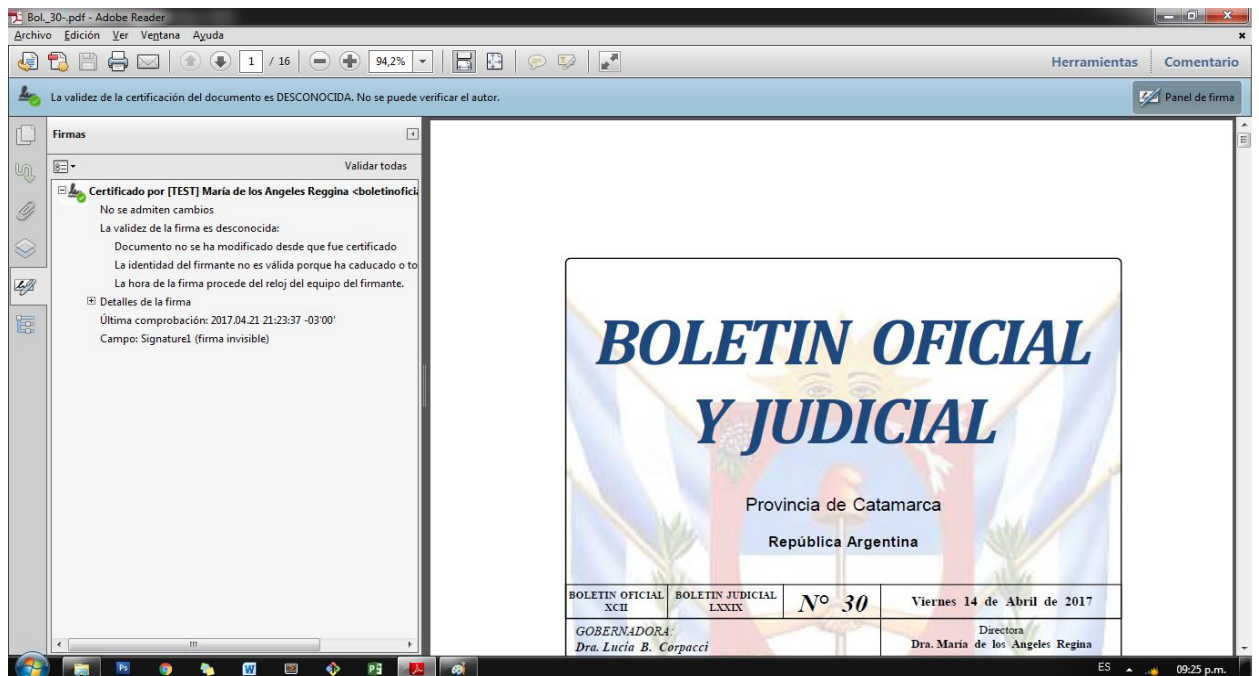 Bol._30-.pdf - Adobe Reader
Archivo Edición Ver Ventana Ayuda
1 / 16 94,2% Herramientas Comentario
La validez de la certificación del documento es DESCONOCIDA. No se puede verificar el autor. Panel de firma
Firmas
Validar todas
Certificado por [TEST] María de los Angeles Reggina <boletinofici
No se admiten cambios
La validez de la firma es desconocida:
Documento no se ha modificado desde que fue certificado
La identidad del firmante no es válida porque ha caducado o to
La hora de la firma procede del reloj del equipo del firmante.
Detalles de la firma
Última comprobación: 2017.04.21 21:23:37 -03'00'
Campo: Signature1 (firma invisible)
BOLETIN OFICIAL
Y JUDICIAL
Provincia de Catamarca
República Argentina
BOLETIN OFICIAL
XCII
BOLETIN JUDICIAL
LXXIX
N° 30
Viernes 14 de Abril de 2017
GOBERNADORA:
Dra. Lucía B. Corpacci
Directora
Dra. María de los Angeles Regina
Ps W PS ES 09:25 p.m.